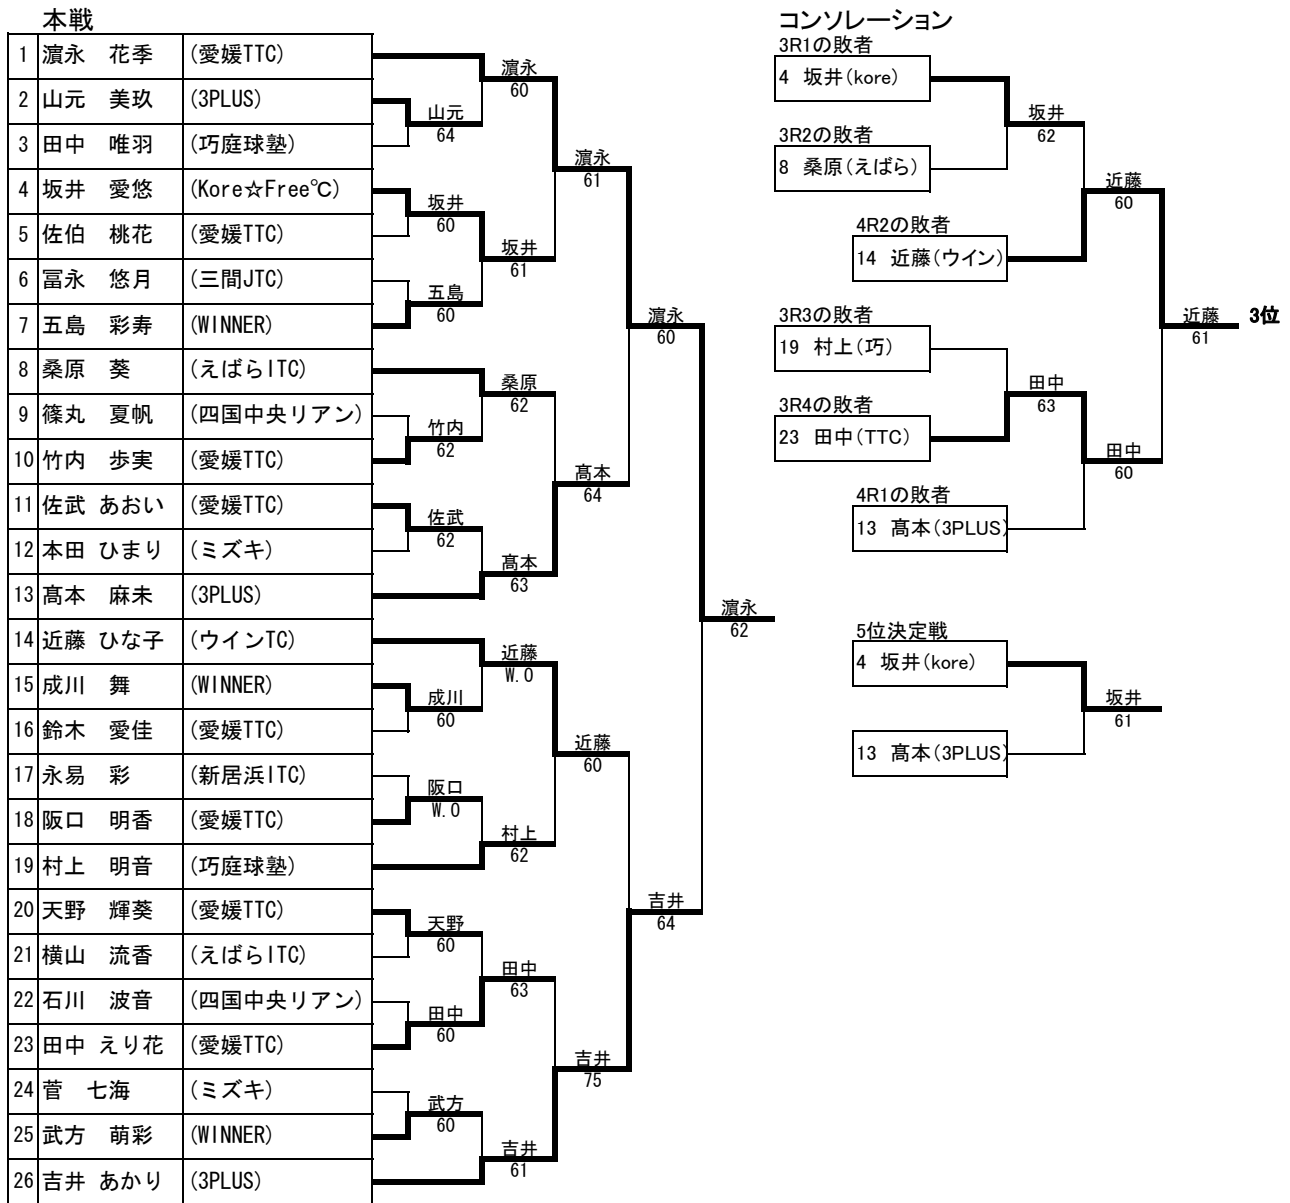 本戦
1 濵永 花季 (愛媛TTC)
2 山元 美玖 (3PLUS)
3 田中 唯羽 (巧庭球塾)
4 坂井 愛悠 (Kore☆Free℃)
5 佐伯 桃花 (愛媛TTC)
6 冨永 悠月 (三間JTC)
7 五島 彩寿 (WINNER)
8 桑原 葵 (えばらITC)
9 篠丸 夏帆 (四国中央リアン)
10 竹内 歩実 (愛媛TTC)
11 佐武 あおい (愛媛TTC)
12 本田 ひまり (ミズキ)
13 髙本 麻未 (3PLUS)
14 近藤 ひな子 (ウインTC)
15 成川 舞 (WINNER)
16 鈴木 愛佳 (愛媛TTC)
17 永易 彩 (新居浜ITC)
18 阪口 明香 (愛媛TTC)
19 村上 明音 (巧庭球塾)
20 天野 輝葵 (愛媛TTC)
21 横山 流香 (えばらITC)
22 石川 波音 (四国中央リアン)
23 田中 えり花 (愛媛TTC)
24 菅 七海 (ミズキ)
25 武方 萌彩 (WINNER)
26 吉井 あかり (3PLUS)
山元
64
坂井
60
五島
60
竹内
62
佐武
62
成川
60
阪口
W.O
天野
60
田中
60
武方
60
濵永
60
坂井
61
桑原
62
髙本
63
近藤
W.O
村上
62
田中
63
吉井
61
濵永
61
髙本
64
近藤
60
吉井
75
濵永
60
吉井
64
濵永
62
コンソレーション
3R1の敗者
4 坂井(kore)
3R2の敗者
8 桑原(えばら)
4R2の敗者
14 近藤(ウイン)
3R3の敗者
19 村上(巧)
3R4の敗者
23 田中(TTC)
4R1の敗者
13 髙本(3PLUS)
坂井
62
田中
63
近藤
60
田中
60
近藤
61
3位
5位決定戦
4 坂井(kore)
13 髙本(3PLUS)
坂井
61